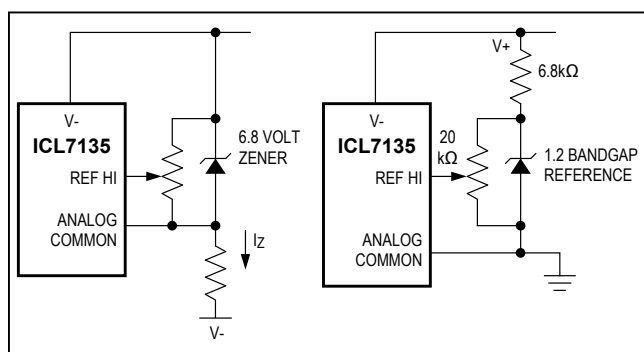 V-
ICL7135
REF HI
ANALOG
COMMON
6.8 VOLT
ZENER
IZ
V-
V+
6.8kΩ
V-
ICL7135
20
kΩ
REF HI
1.2 BANDGAP
REFERENCE
ANALOG
COMMON